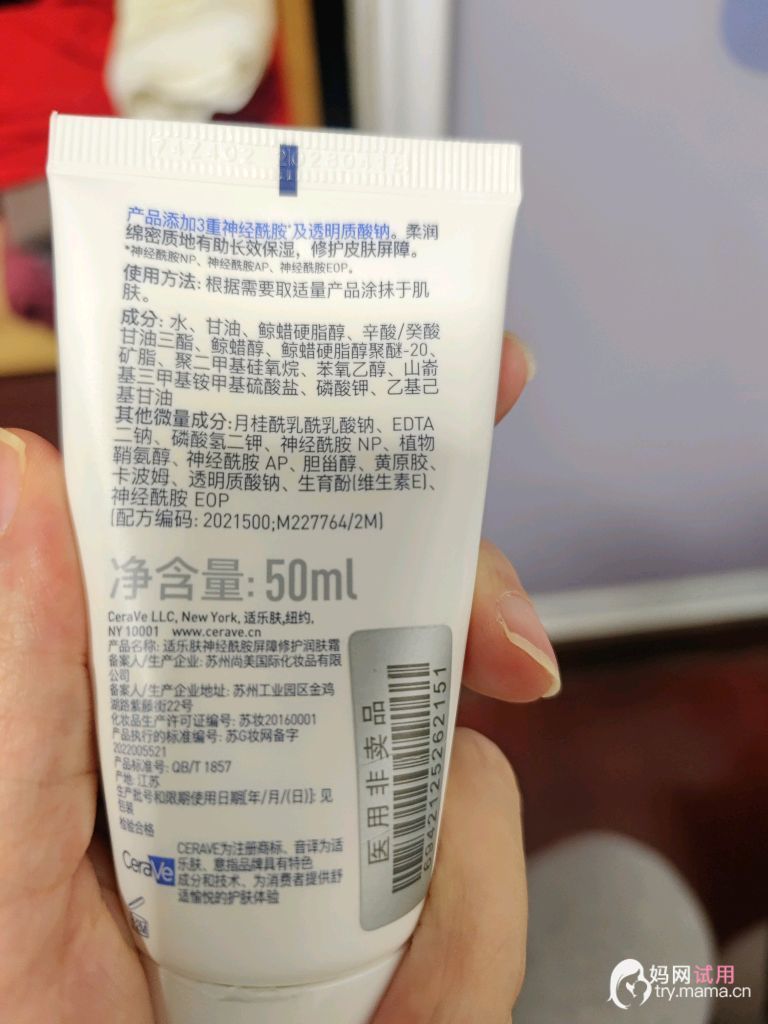 74Z402 20280418
产品添加3重神经酰胺*及透明质酸钠。柔润
绵密质地有助长效保湿，修护皮肤屏障。
*神经酰胺NP、神经酰胺AP、神经酰胺EOP。
使用方法: 根据需要取适量产品涂抹于肌
肤。
成分: 水、甘油、鲸蜡硬脂醇、辛酸/癸酸
甘油三酯、鲸蜡醇、鲸蜡硬脂醇聚醚-20、
矿脂、聚二甲基硅氧烷、苯氧乙醇、山嵛
基三甲基铵甲基硫酸盐、磷酸钾、乙基己
基甘油
其他微量成分:月桂酰乳酰乳酸钠、EDTA
二钠、磷酸氢二钾、神经酰胺 NP、植物
鞘氨醇、神经酰胺 AP、胆甾醇、黄原胶、
卡波姆、透明质酸钠、生育酚(维生素E)、
神经酰胺 EOP
(配方编码: 2021500;M227764/2M)
净含量: 50ml
CeraVe LLC, New York, 适乐肤,纽约,
NY 10001 www.cerave.cn
产品名称: 适乐肤神经酰胺屏障修护润肤霜
备案人/生产企业: 苏州尚美国际化妆品有限
公司
备案人/生产企业地址: 苏州工业园区金鸡
湖路紫藤街22号
化妆品生产许可证编号: 苏妆20160001
产品执行的标准编号: 苏G妆网备字
2022005521
产品标准号: QB/T 1857
产地: 江苏
生产批号和限期使用日期[年/月/(日)]: 见
包装
检验合格
CeraVe
CERAVE为注册商标、音译为适
乐肤、意指品牌具有特色
成分和技术、为消费者提供舒
适愉悦的护肤体验
医用非卖品
6942125262151
妈网试用
try.mama.cn